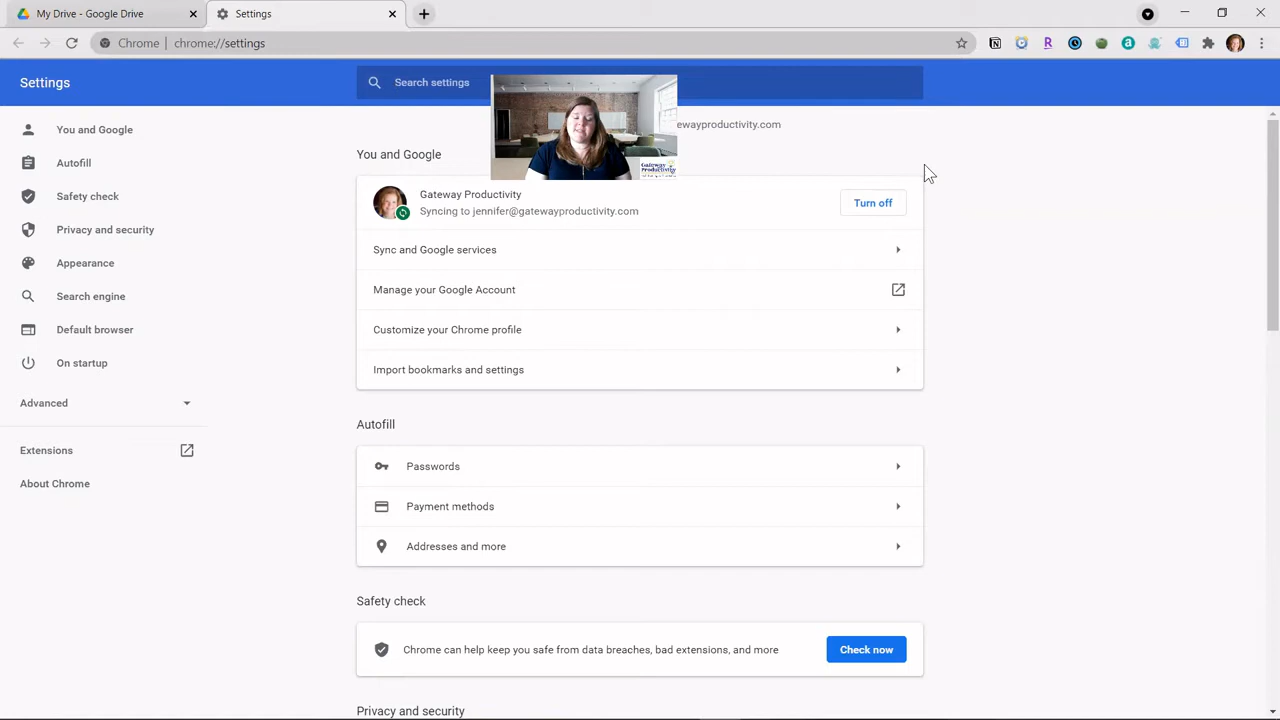 My Drive - Google Drive
Settings
Chrome | chrome://settings
Settings
Search settings
ewayproductivity.com
Gateway
Productivity
You and Google
Autofill
Safety check
Privacy and security
Appearance
Search engine
Default browser
On startup
Advanced
Extensions
About Chrome
You and Google
Gateway Productivity
Syncing to jennifer@gatewayproductivity.com
Turn off
Sync and Google services
Manage your Google Account
Customize your Chrome profile
Import bookmarks and settings
Autofill
Passwords
Payment methods
Addresses and more
Safety check
Chrome can help keep you safe from data breaches, bad extensions, and more
Check now
Privacy and security